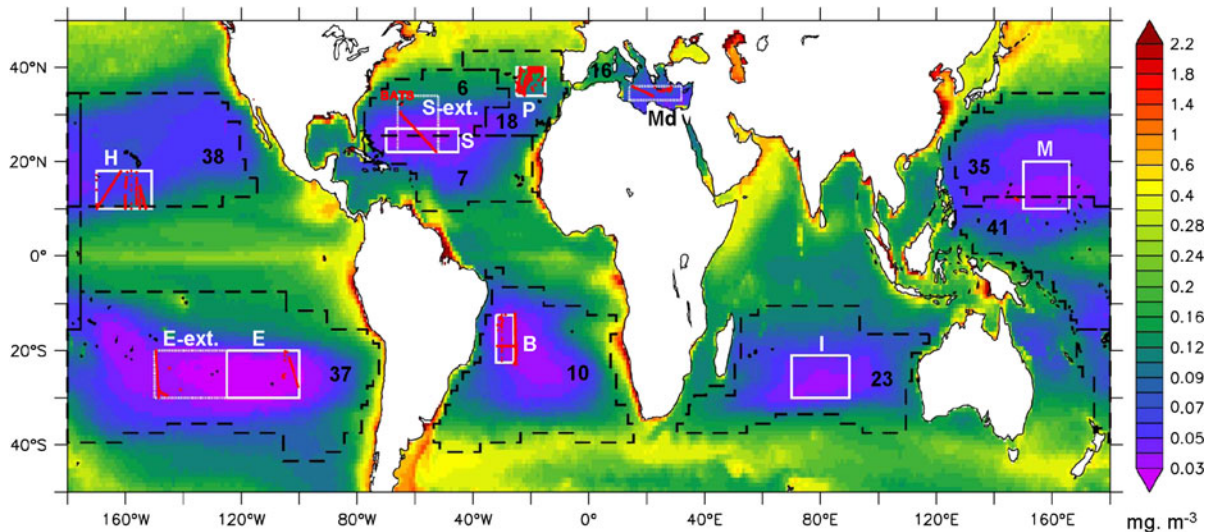 40°N
20°N
0°
20°S
40°S
160°W
120°W
80°W
40°W
0°E
40°E
80°E
120°E
160°E
H
38
BATS
6
S-ext.
18
S
7
P
16
Md
35
M
41
E-ext.
E
37
B
10
I
23
2.2
1.8
1.4
1
0.6
0.4
0.28
0.24
0.2
0.16
0.12
0.09
0.07
0.05
0.03
mg. m⁻³